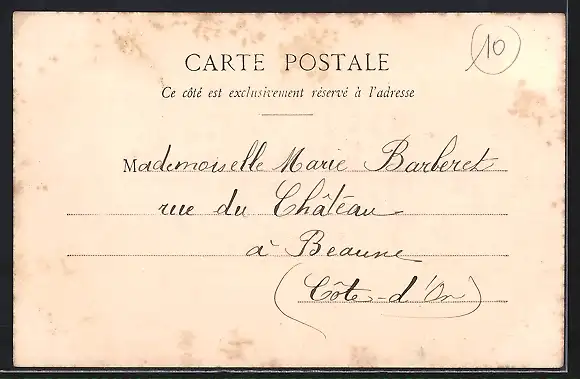 10
CARTE POSTALE
Ce côté est exclusivement réservé à l'adresse
Mademoiselle Marie Barberet
rue du Château
à Beaune
(Côte-d'Or)